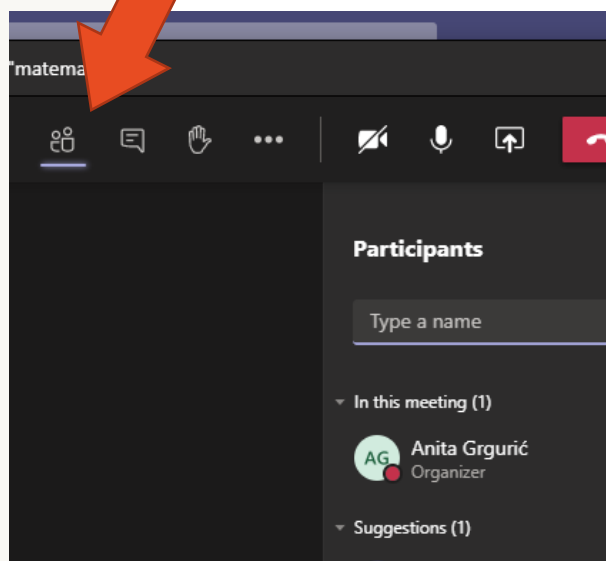 "matema
Participants
Type a name
In this meeting (1)
AG
Anita Grgurić
Organizer
Suggestions (1)